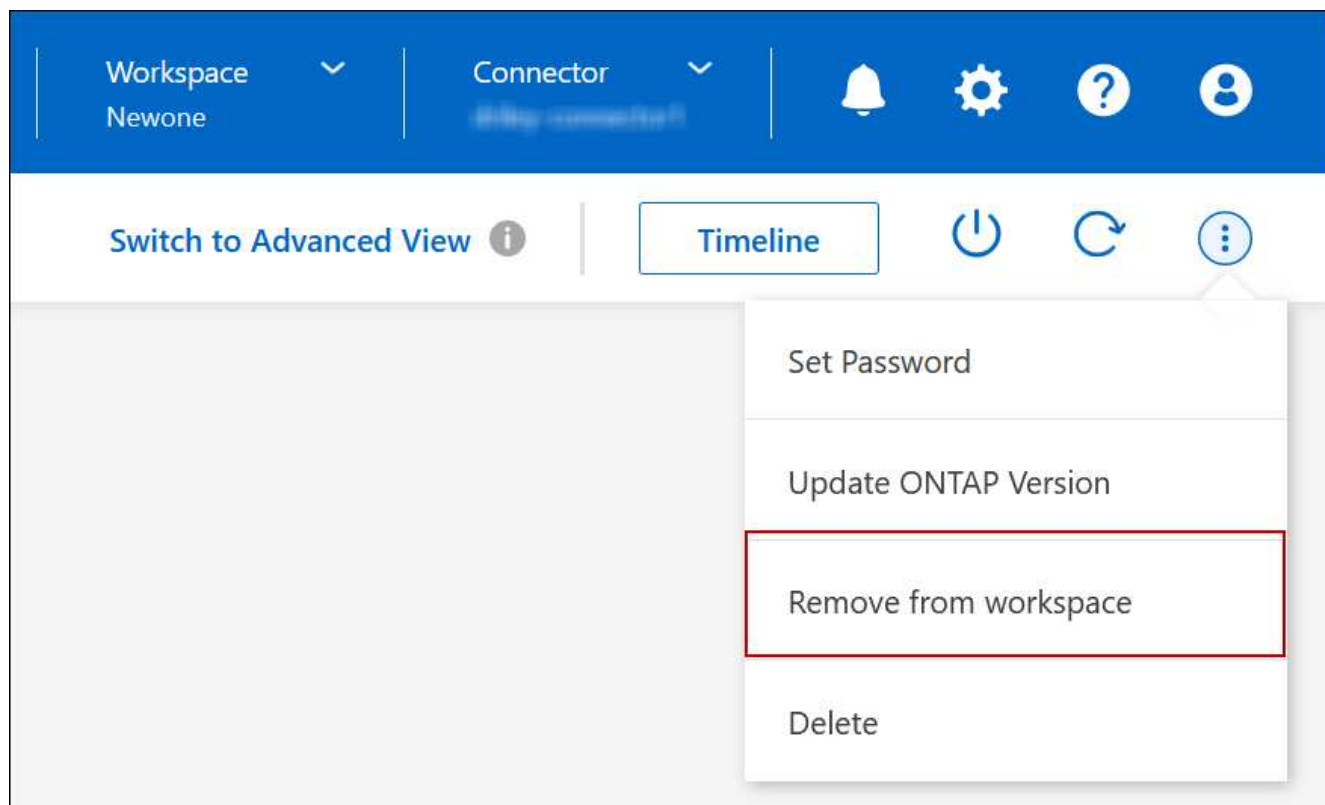 Workspace
Newone
Connector
Switch to Advanced View
Timeline
Set Password
Update ONTAP Version
Remove from workspace
Delete